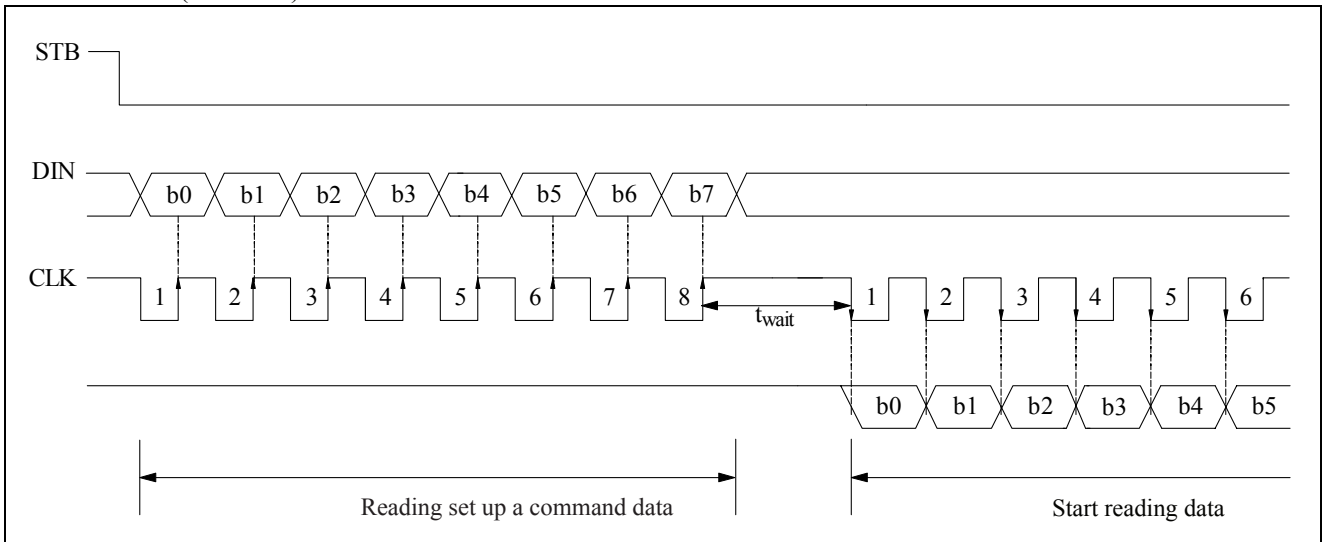 STB
DIN b0 b1 b2 b3 b4 b5 b6 b7
CLK 1 2 3 4 5 6 7 8 twait 1 2 3 4 5 6
b0 b1 b2 b3 b4 b5
Reading set up a command data Start reading data